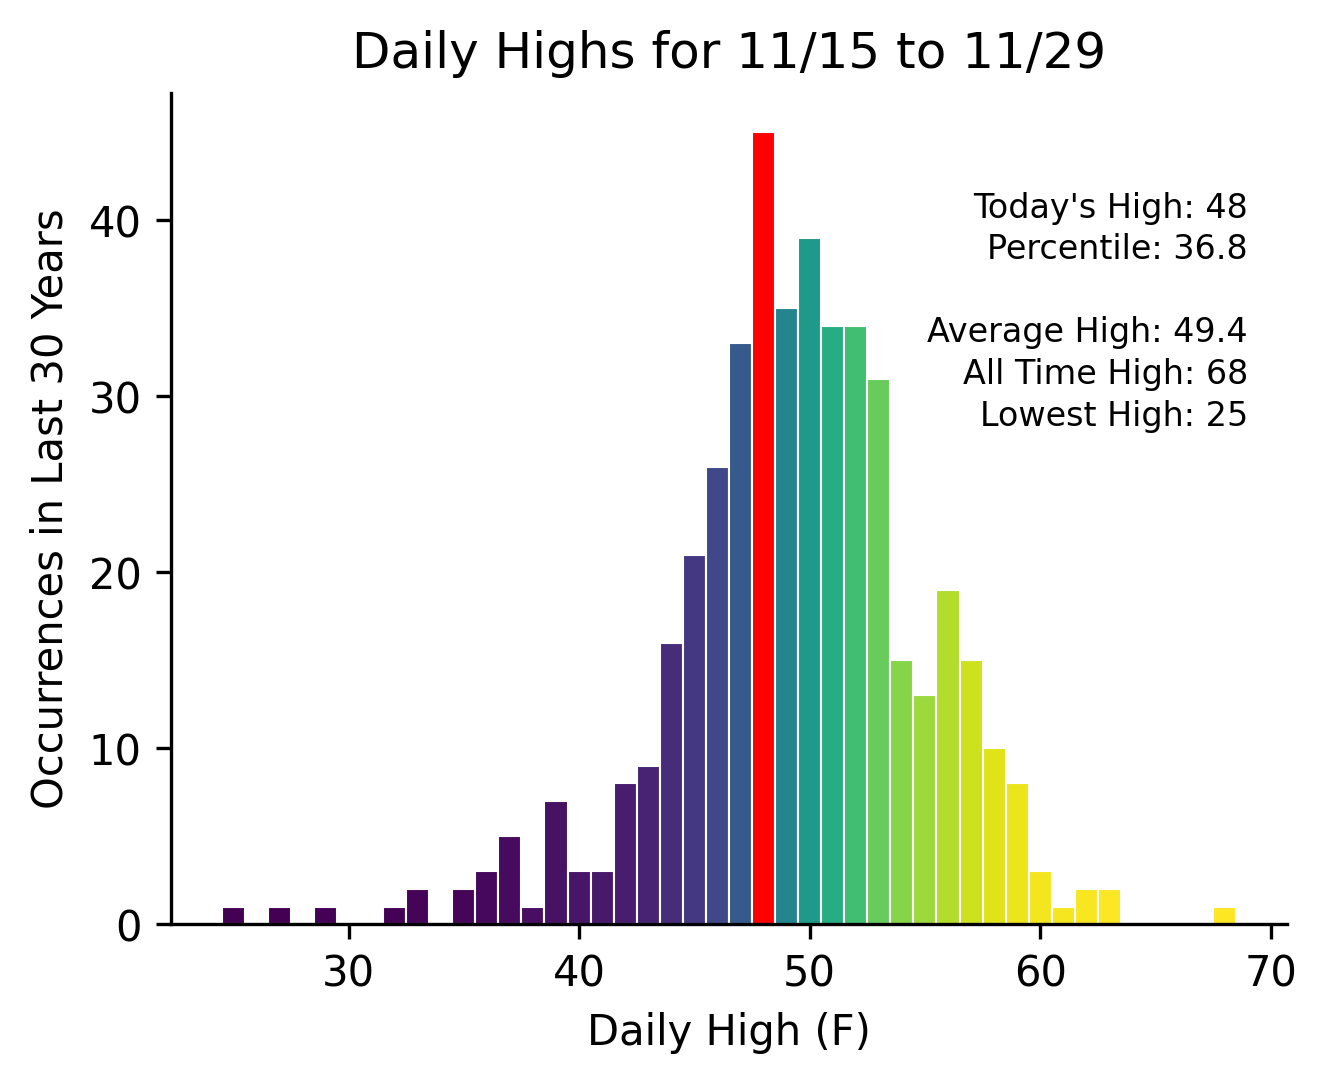 Daily Highs for 11/15 to 11/29
Occurrences in Last 30 Years
40
30
20
10
0
Today's High: 48
Percentile: 36.8
Average High: 49.4
All Time High: 68
Lowest High: 25
30 40 50 60 70
Daily High (F)